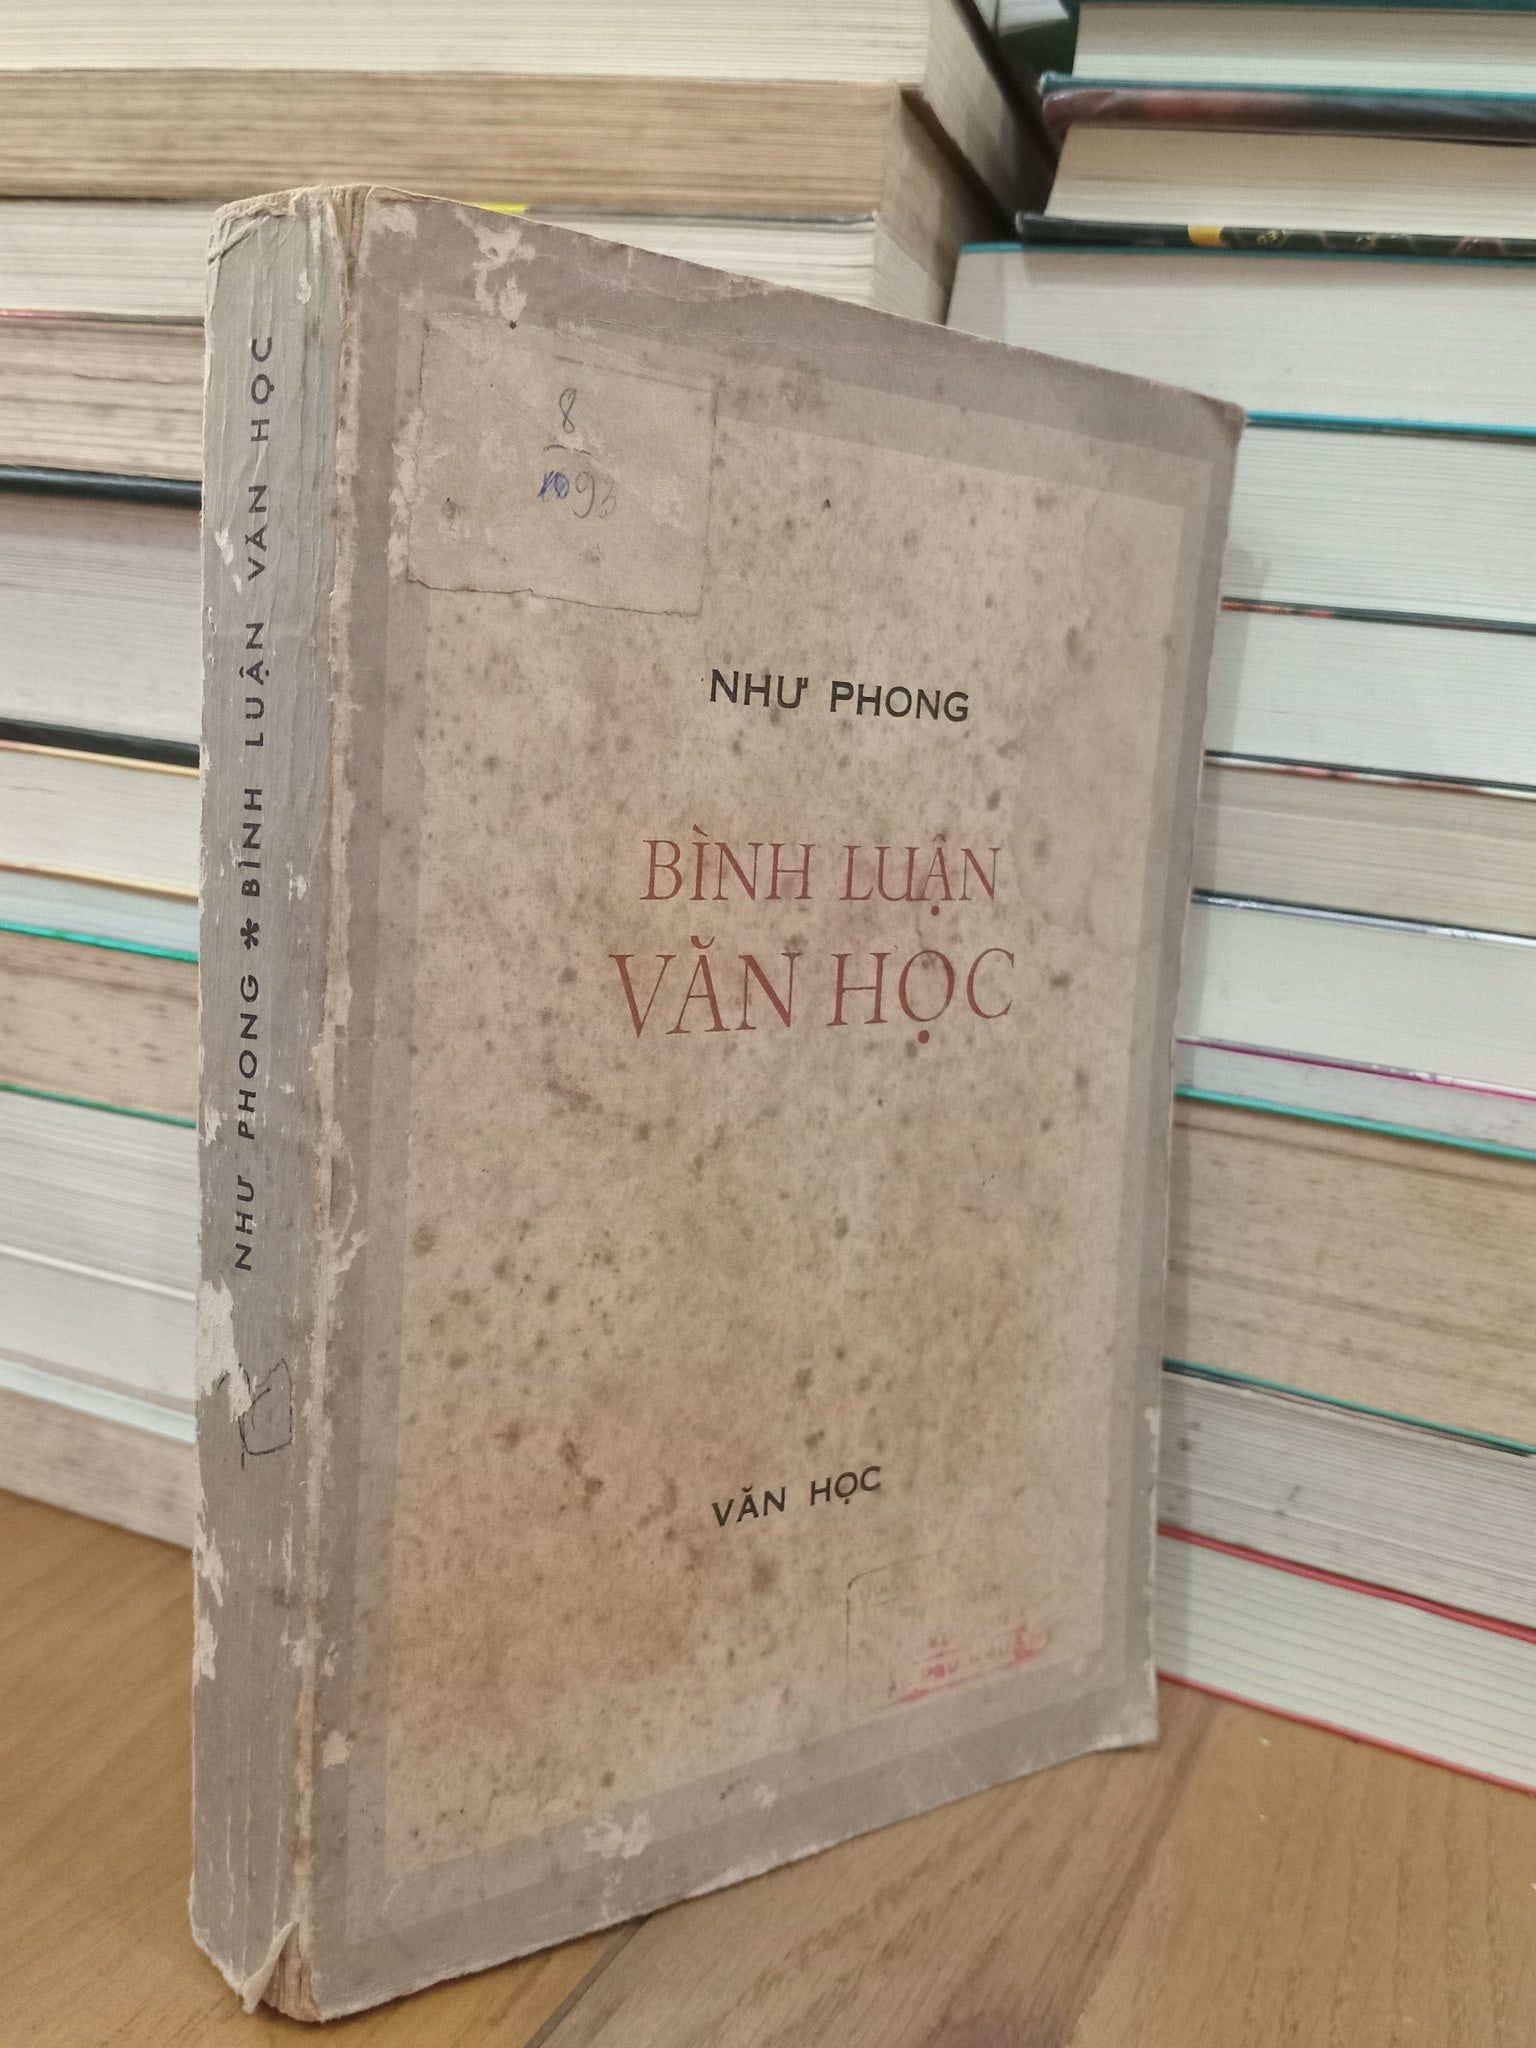 NHƯ PHONG * BÌNH LUẬN VĂN HỌC
8
NHƯ PHONG
BÌNH LUẬN
VĂN HỌC
VĂN HỌC